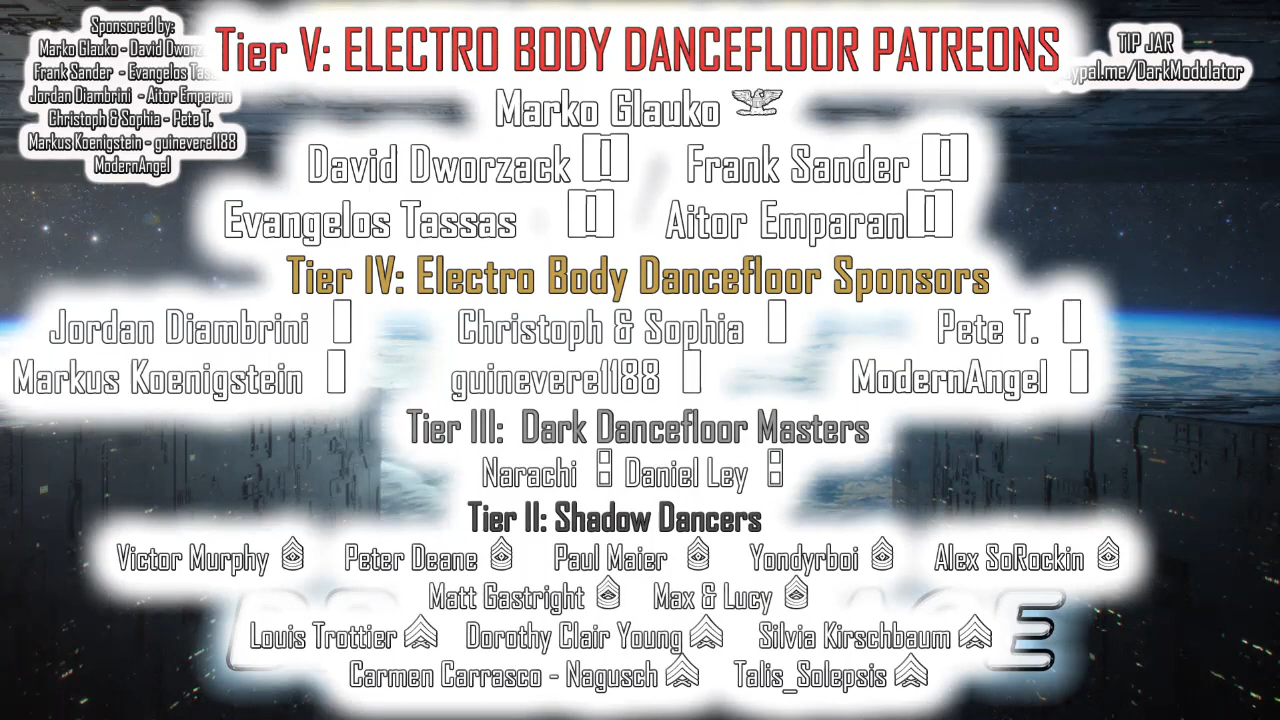 Sponsored by:
Marko Glauko - David Dworz
Frank Sander - Evangelos Tass
Jordan Diambrini - Aitor Emparan
Christoph & Sophia - Pete T.
Markus Koenigstein - guinevere1188
ModernAngel
TIP JAR
ypal.me/DarkModulator
Tier V: ELECTRO BODY DANCEFLOOR PATREONS
Marko Glauko
David Dworzack Frank Sander
Evangelos Tassas Aitor Emparan
Tier IV: Electro Body Dancefloor Sponsors
Jordan Diambrini Christoph & Sophia Pete T.
Markus Koenigstein guinevere1188 ModernAngel
Tier III: Dark Dancefloor Masters
Narachi Daniel Ley
Tier II: Shadow Dancers
Victor Murphy Peter Deane Paul Maier Yondyrboi Alex SoRockin
Matt Gastright Max & Lucy
Louis Trottier Dorothy Clair Young Silvia Kirschbaum
Carmen Carrasco - Nagusch Talis_Solepsis